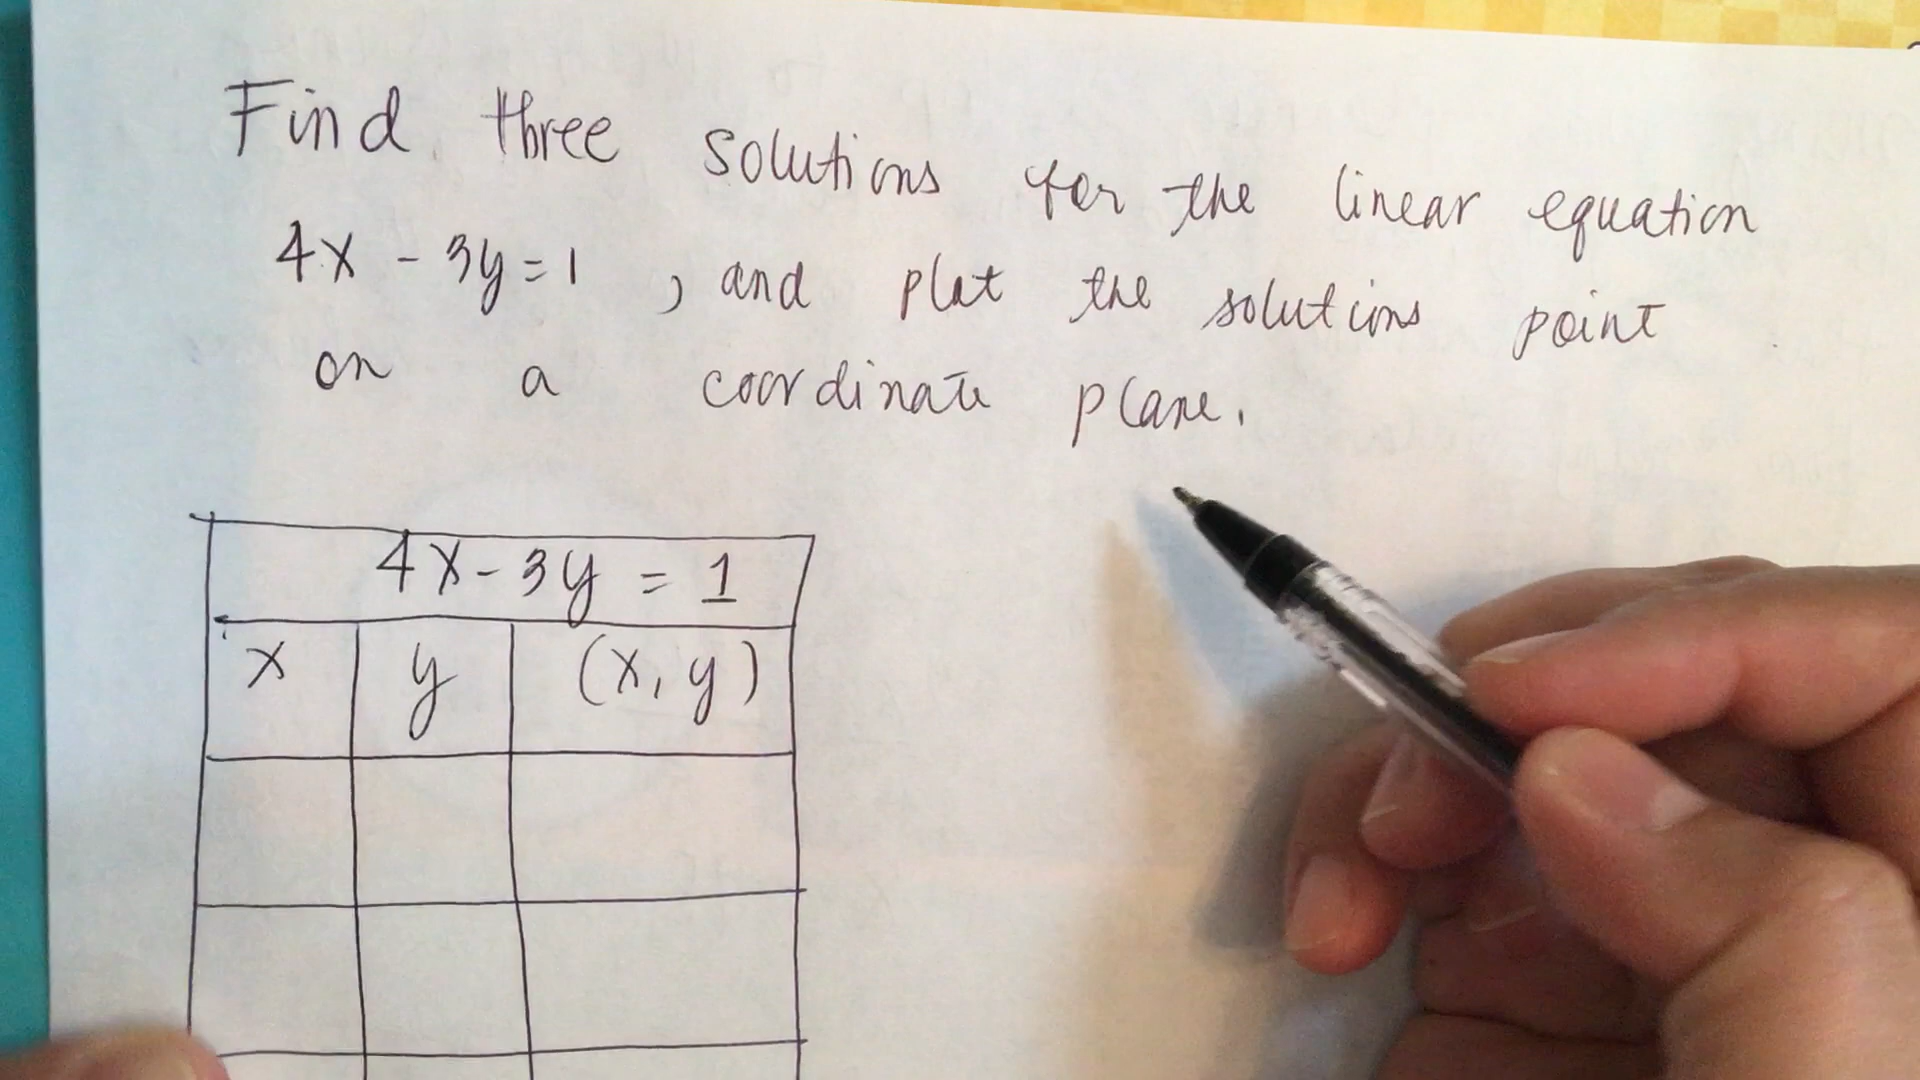 Find three solutions for the linear equation
4x - 3y = 1 , and plot the solutions point
on a coordinate plane.
4x - 3y = 1
x y (x, y)